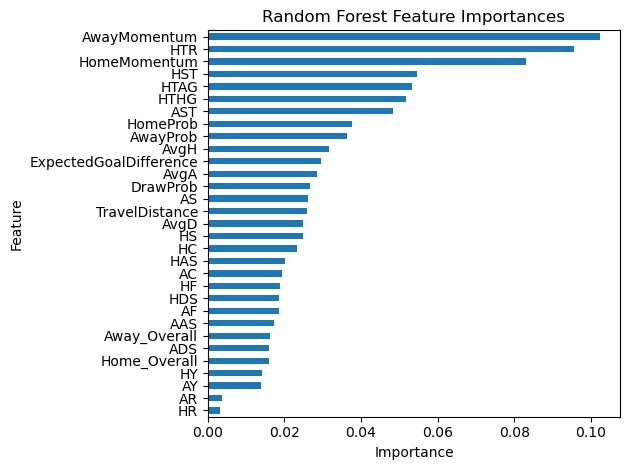 Random Forest Feature Importances
AwayMomentum
HTR
HomeMomentum
HST
HTAG
HTHG
AST
HomeProb
AwayProb
AvgH
ExpectedGoalDifference
AvgA
DrawProb
AS
TravelDistance
AvgD
HS
HC
HAS
AC
HF
HDS
AF
AAS
Away_Overall
ADS
Home_Overall
HY
AY
AR
HR
Feature
0.00 0.02 0.04 0.06 0.08 0.10
Importance